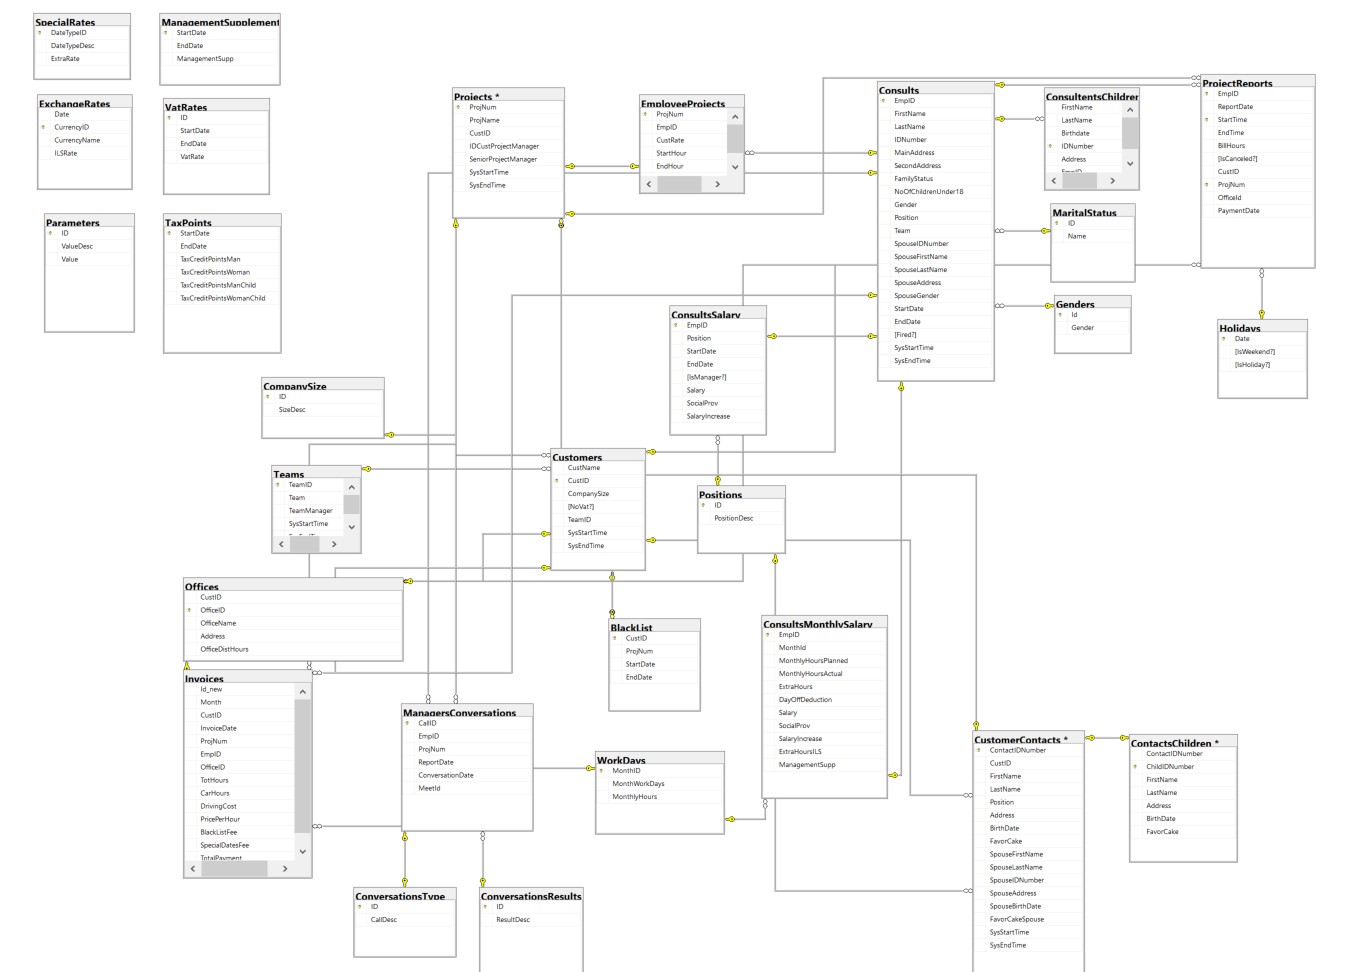 SpecialRates
DateTypeID
DateTypeDesc
ExtraRate
ManagementSupplement
StartDate
EndDate
ManagementSupp
ExchangeRates
Date
CurrencyID
CurrencyName
ILSRate
VatRates
ID
StartDate
EndDate
VatRate
Parameters
ID
ValueDesc
Value
TaxPoints
StartDate
EndDate
TaxCreditPointsMan
TaxCreditPointsWoman
TaxCreditPointsManChild
TaxCreditPointsWomanChild
Projects *
ProjNum
ProjName
CustID
IDCustProjectManager
SeniorProjectManager
SysStartTime
SysEndTime
EmployeeProjects
ProjNum
EmpID
CustRate
StartHour
EndHour
Consults
EmpID
FirstName
LastName
IDNumber
MainAddress
SecondAddress
FamilyStatus
NoOfChildrenUnder18
Gender
Position
Team
SpouseIDNumber
SpouseFirstName
SpouseLastName
SpouseAddress
SpouseGender
StartDate
EndDate
[Fired?]
SysStartTime
SysEndTime
ConsultentsChildren
FirstName
LastName
Birthdate
IDNumber
Address
EmpID
ProjectReports
EmpID
ReportDate
StartTime
EndTime
BillHours
[IsCanceled?]
CustID
ProjNum
OfficeId
PaymentDate
MaritalStatus
ID
Name
Genders
Id
Gender
Holidays
Date
[IsWeekend?]
[IsHoliday?]
ConsultsSalary
EmpID
Position
StartDate
EndDate
[IsManager?]
Salary
SocialProv
SalaryIncrease
CompanySize
ID
SizeDesc
Teams
TeamID
Team
TeamManager
SysStartTime
Customers
CustName
CustID
CompanySize
[NoVat?]
TeamID
SysStartTime
SysEndTime
Positions
ID
PositionDesc
Offices
CustID
OfficeID
OfficeName
Address
OfficeDistHours
BlackList
CustID
ProjNum
StartDate
EndDate
ConsultsMonthlySalary
EmpID
MonthId
MonthlyHoursPlanned
MonthlyHoursActual
ExtraHours
DayOffDeduction
Salary
SocialProv
SalaryIncrease
ExtraHoursILS
ManagementSupp
Invoices
Id_new
Month
CustID
InvoiceDate
ProjNum
EmpID
OfficeID
TotHours
CarHours
DrivingCost
PricePerHour
BlackListFee
SpecialDatesFee
TotalPayment
ManagersConversations
CallID
EmpID
ProjNum
ReportDate
ConversationDate
MeetId
WorkDays
MonthID
MonthWorkDays
MonthlyHours
CustomerContacts *
ContactIDNumber
CustID
FirstName
LastName
Position
Address
BirthDate
FavorCake
SpouseFirstName
SpouseLastName
SpouseIDNumber
SpouseAddress
SpouseBirthDate
FavorCakeSpouse
SysStartTime
SysEndTime
ContactsChildren *
ContactIDNumber
ChildIDNumber
FirstName
LastName
Address
BirthDate
FavorCake
ConversationsType
ID
CallDesc
ConversationsResults
ID
ResultDesc